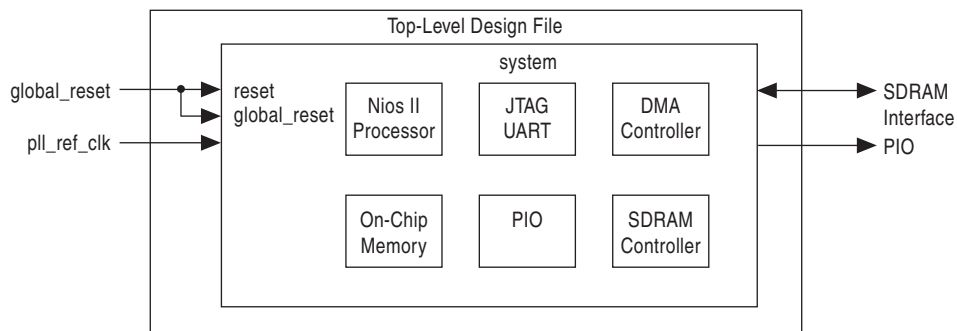 Top-Level Design File
system
global_reset
reset
global_reset
pll_ref_clk
Nios II
Processor
JTAG
UART
DMA
Controller
SDRAM
Interface
PIO
On-Chip
Memory
PIO
SDRAM
Controller